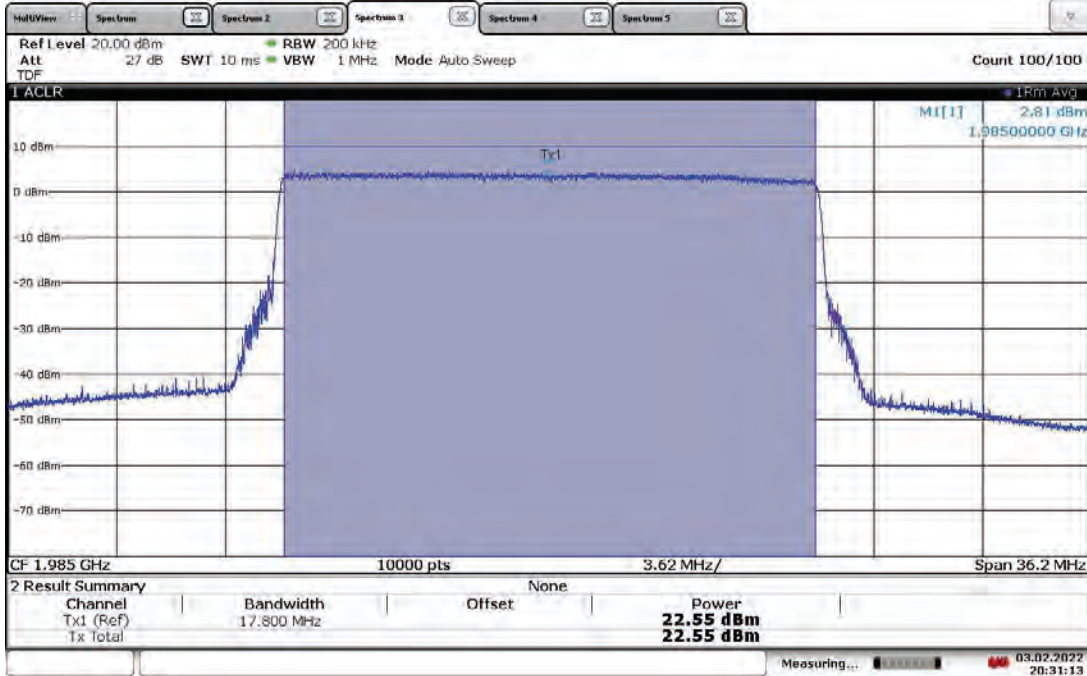 MultiView Spectrum Spectrum 2 Spectrum 3 Spectrum 4 Spectrum 5
Ref Level 20.00 dBm RBW 200 kHz
Att 27 dB SWT 10 ms VBW 1 MHz Mode Auto Sweep Count 100/100
TDF
1 ACLR 1Rm Avg
M1[1] 2.81 dBm
1.98500000 GHz
10 dBm
Tx1
0 dBm
-10 dBm
-20 dBm
-30 dBm
-40 dBm
-50 dBm
-60 dBm
-70 dBm
CF 1.985 GHz 10000 pts 3.62 MHz/ Span 36.2 MHz
2 Result Summary None
Channel Bandwidth Offset Power
Tx1 (Ref) 17.800 MHz 22.55 dBm
Tx Total 22.55 dBm
Measuring... 03.02.2022
20:31:13